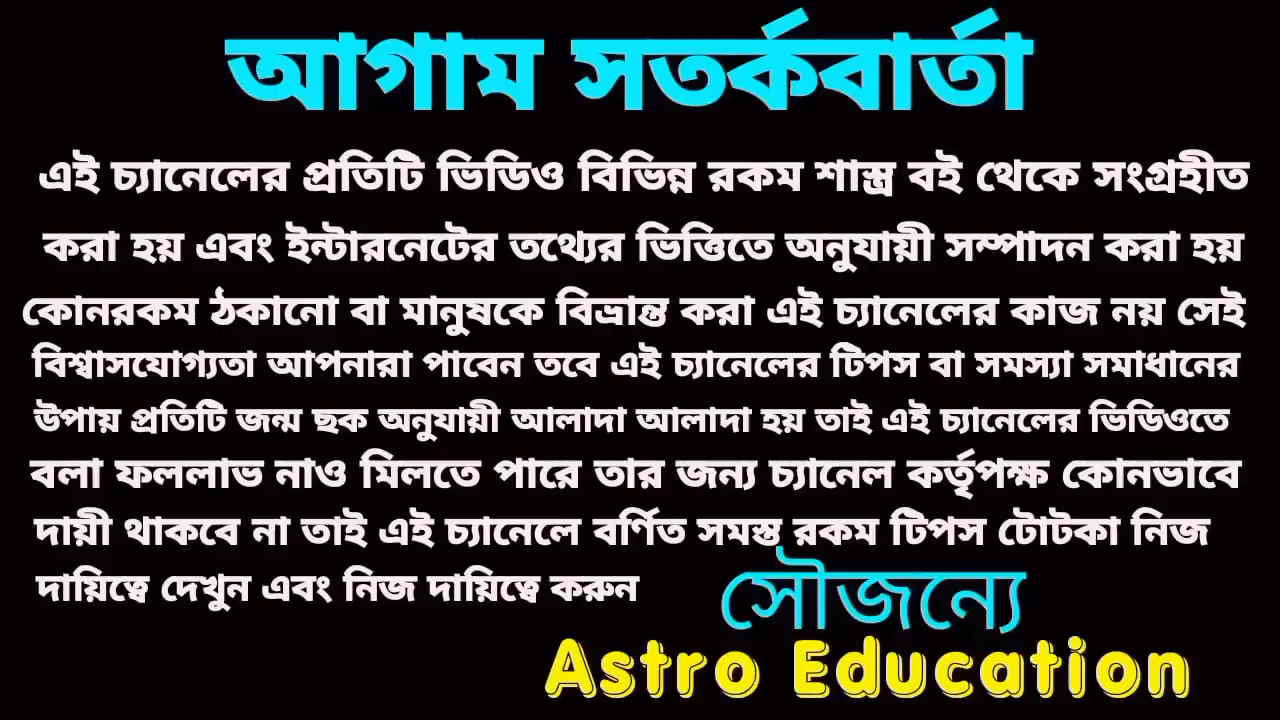 আগাম সতর্কবার্তা
এই চ্যানেলের প্রতিটি ভিডিও বিভিন্ন রকম শাস্ত্র বই থেকে সংগ্রহীত
করা হয় এবং ইন্টারনেটের তথ্যের ভিত্তিতে অনুযায়ী সম্পাদন করা হয়
কোনরকম ঠকানো বা মানুষকে বিভ্রান্ত করা এই চ্যানেলের কাজ নয় সেই
বিশ্বাসযোগ্যতা আপনারা পাবেন তবে এই চ্যানেলের টিপস বা সমস্যা সমাধানের
উপায় প্রতিটি জন্ম ছক অনুযায়ী আলাদা আলাদা হয় তাই এই চ্যানেলের ভিডিওতে
বলা ফললাভ নাও মিলতে পারে তার জন্য চ্যানেল কর্তৃপক্ষ কোনভাবে
দায়ী থাকবে না তাই এই চ্যানেলে বর্ণিত সমস্ত রকম টিপস টোটকা নিজ
দায়িত্বে দেখুন এবং নিজ দায়িত্বে করুন
সৌজন্যে
Astro Education